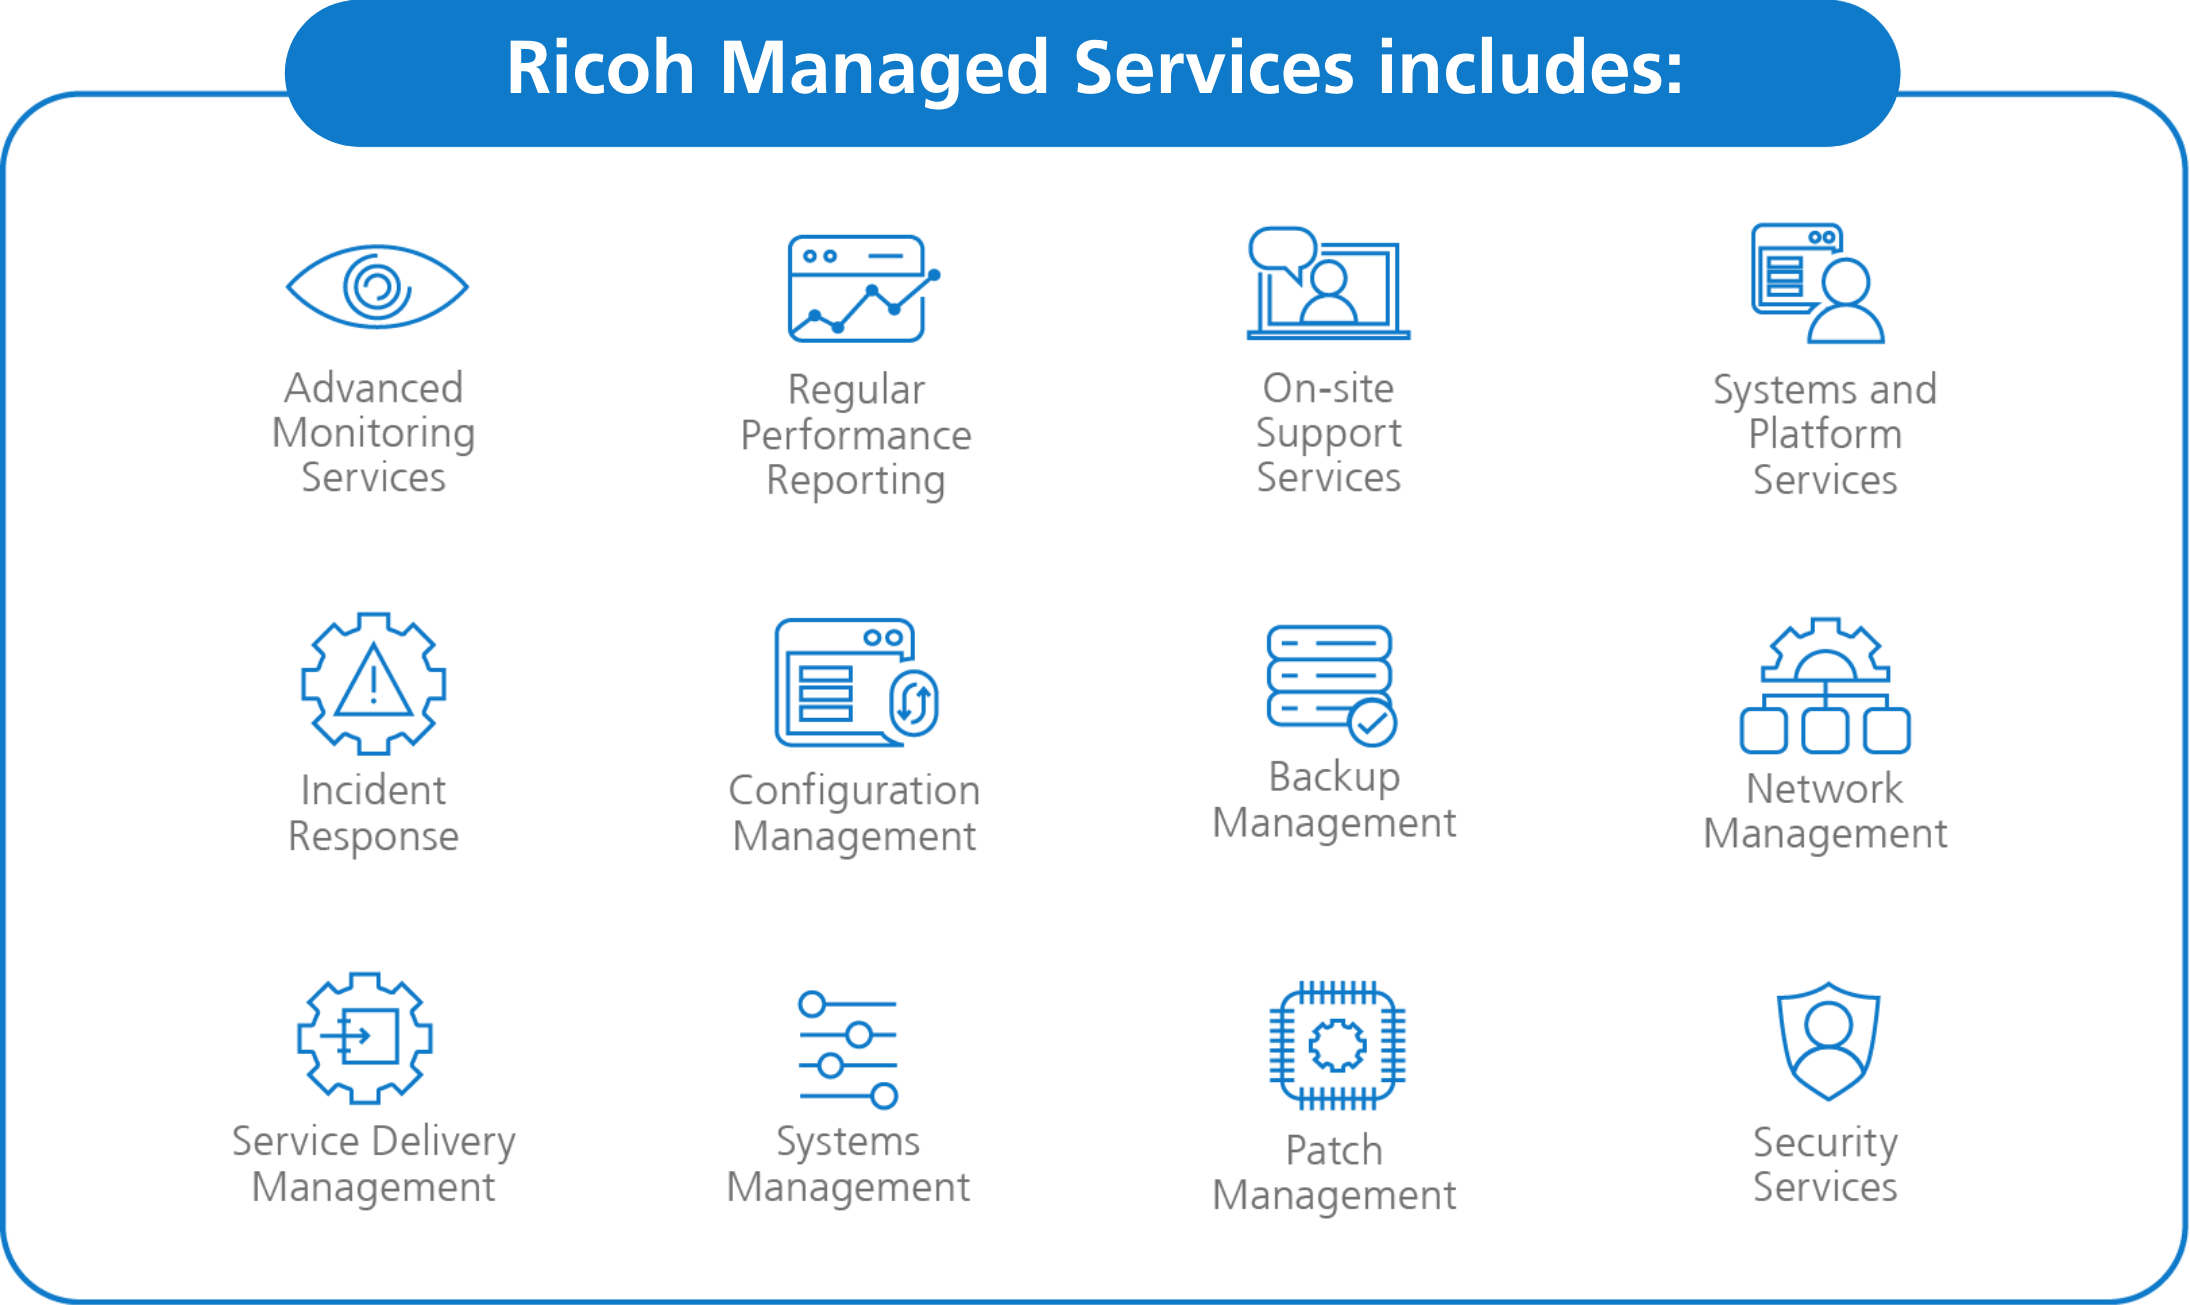 Ricoh Managed Services includes:
Advanced
Monitoring
Services
Regular
Performance
Reporting
On-site
Support
Services
Systems and
Platform
Services
Incident
Response
Configuration
Management
Backup
Management
Network
Management
Service Delivery
Management
Systems
Management
Patch
Management
Security
Services